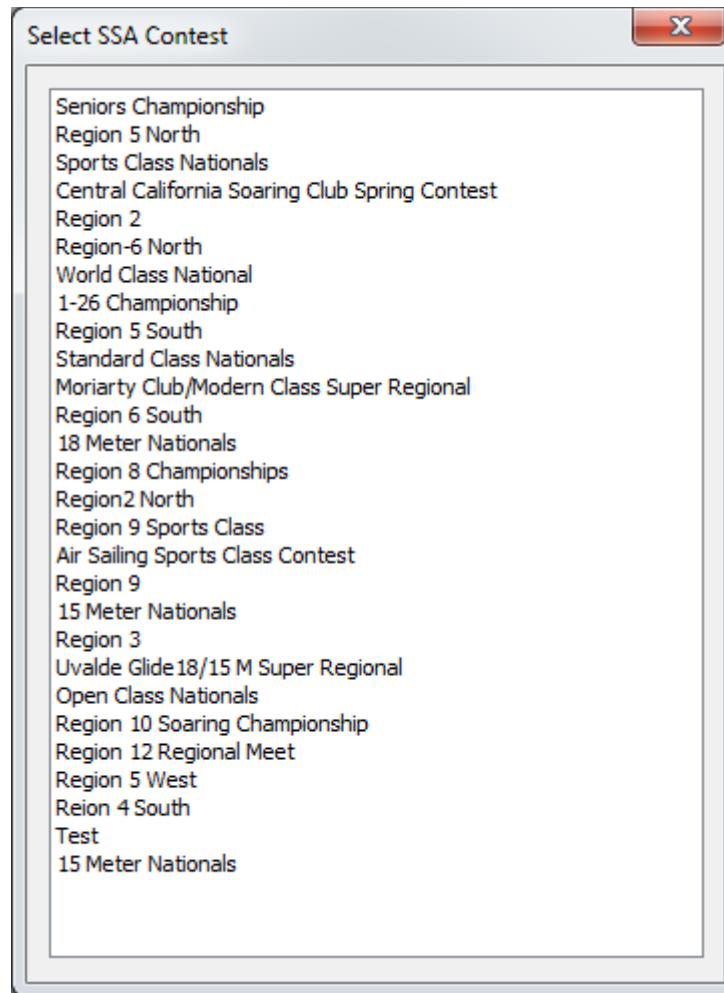 Select SSA Contest
Seniors Championship
Region 5 North
Sports Class Nationals
Central California Soaring Club Spring Contest
Region 2
Region-6 North
World Class National
1-26 Championship
Region 5 South
Standard Class Nationals
Moriarty Club/Modern Class Super Regional
Region 6 South
18 Meter Nationals
Region 8 Championships
Region2 North
Region 9 Sports Class
Air Sailing Sports Class Contest
Region 9
15 Meter Nationals
Region 3
Uvalde Glide18/15 M Super Regional
Open Class Nationals
Region 10 Soaring Championship
Region 12 Regional Meet
Region 5 West
Reion 4 South
Test
15 Meter Nationals